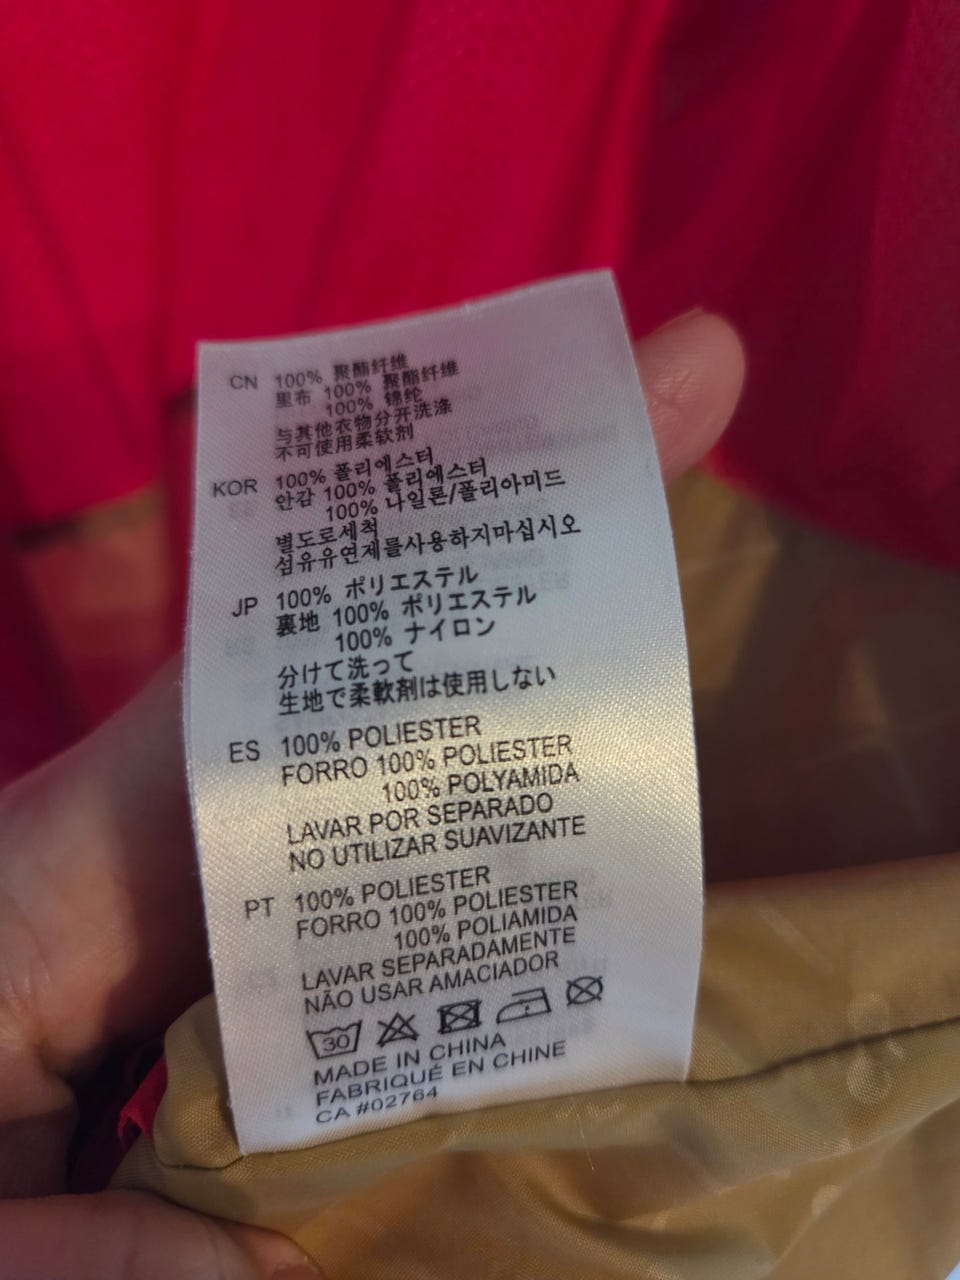 CN 100% 聚酯纤维
里布 100% 聚酯纤维
100% 锦纶
与其他衣物分开洗涤
不可使用柔软剂
KOR 100% 폴리에스터
안감 100% 폴리에스터
100% 나일론/폴리아미드
별도로세척
섬유유연제를사용하지마십시오
JP 100% ポリエステル
裏地 100% ポリエステル
100% ナイロン
分けて洗って
生地で柔軟剤は使用しない
ES 100% POLIESTER
FORRO 100% POLIESTER
100% POLYAMIDA
LAVAR POR SEPARADO
NO UTILIZAR SUAVIZANTE
PT 100% POLIESTER
FORRO 100% POLIESTER
100% POLIAMIDA
LAVAR SEPARADAMENTE
NÃO USAR AMACIADOR
30
MADE IN CHINA
FABRIQUÉ EN CHINE
CA #02764